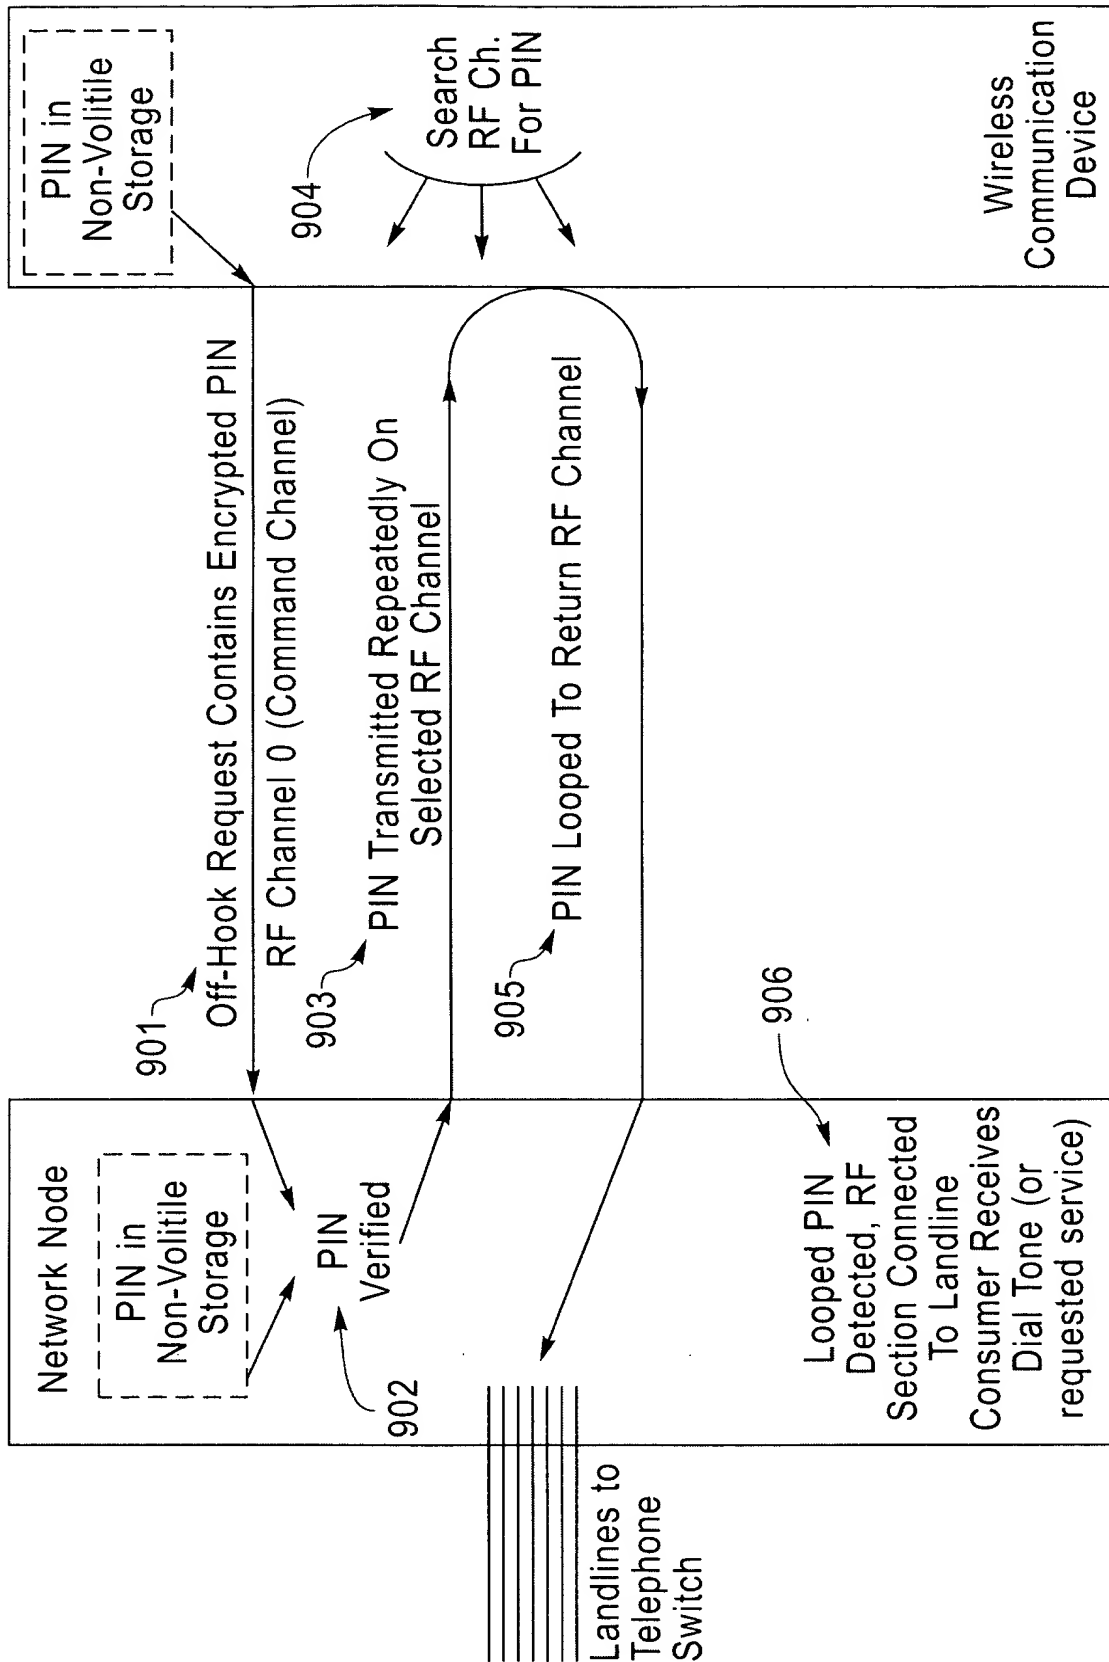 Network Node
PIN in
Non-Volitile
Storage
PIN
Verified
902
Landlines to
Telephone
Switch
Looped PIN
Detected, RF
Section Connected
To Landline
Consumer Receives
Dial Tone (or
requested service)
906
901
Off-Hook Request Contains Encrypted PIN
RF Channel 0 (Command Channel)
903
PIN Transmitted Repeatedly On
Selected RF Channel
905
PIN Looped To Return RF Channel
PIN in
Non-Volitile
Storage
904
Search
RF Ch.
For PIN
Wireless
Communication
Device